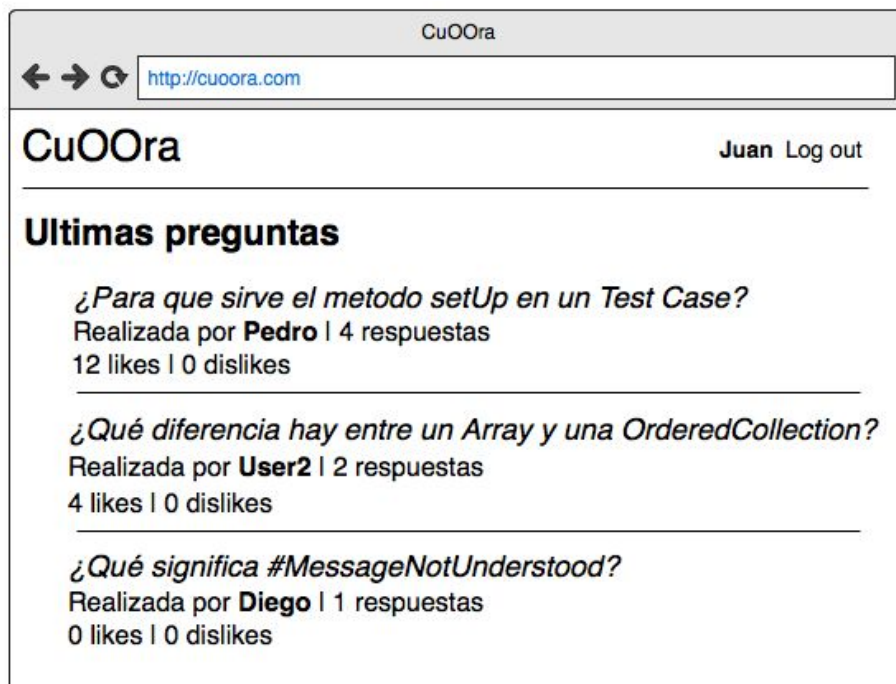 CuOOra
http://cuoora.com
CuOOra
Juan Log out
Ultimas preguntas
¿Para que sirve el metodo setUp en un Test Case?
Realizada por Pedro | 4 respuestas
12 likes | 0 dislikes
¿Qué diferencia hay entre un Array y una OrderedCollection?
Realizada por User2 | 2 respuestas
4 likes | 0 dislikes
¿Qué significa #MessageNotUnderstood?
Realizada por Diego | 1 respuestas
0 likes | 0 dislikes